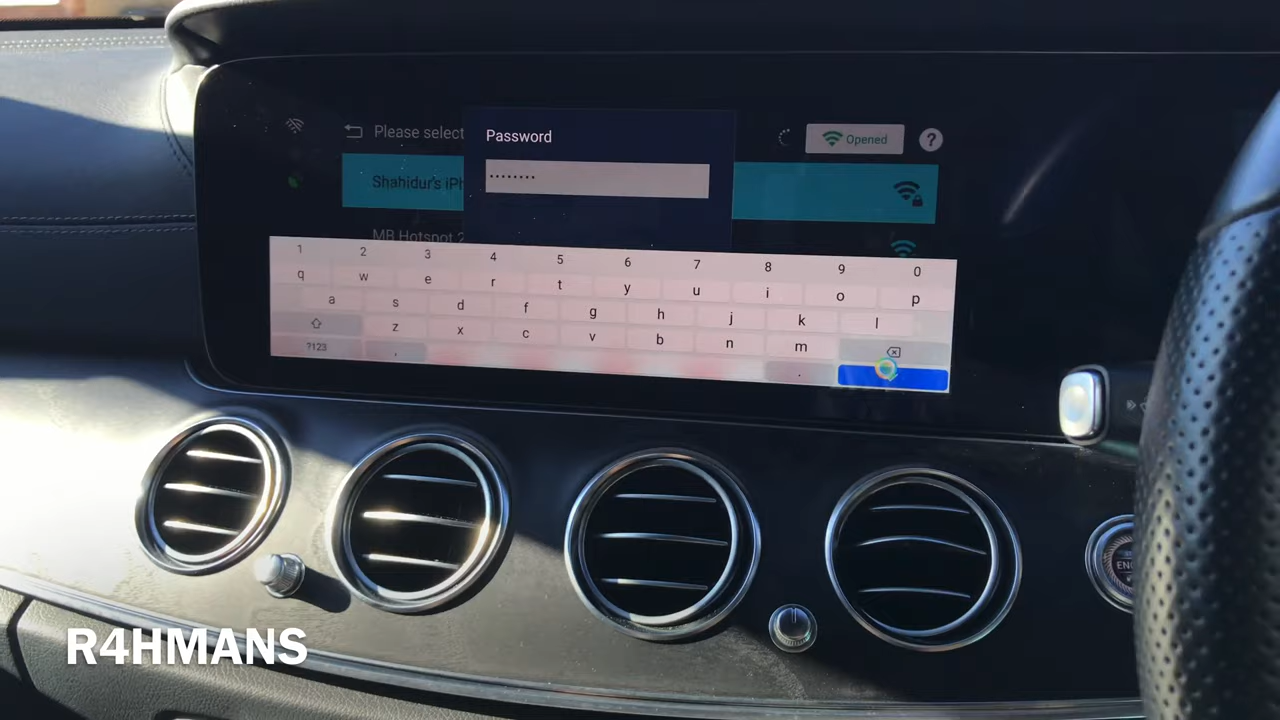 Please select
Password
Opened
?
••••••••
Shahidur's iPh
MB Hotspot 2
1 2 3 4 5 6 7 8 9 0
q w e r t y u i o p
a s d f g h j k l
z x c v b n m
?123 , .
ENG
R4HMANS